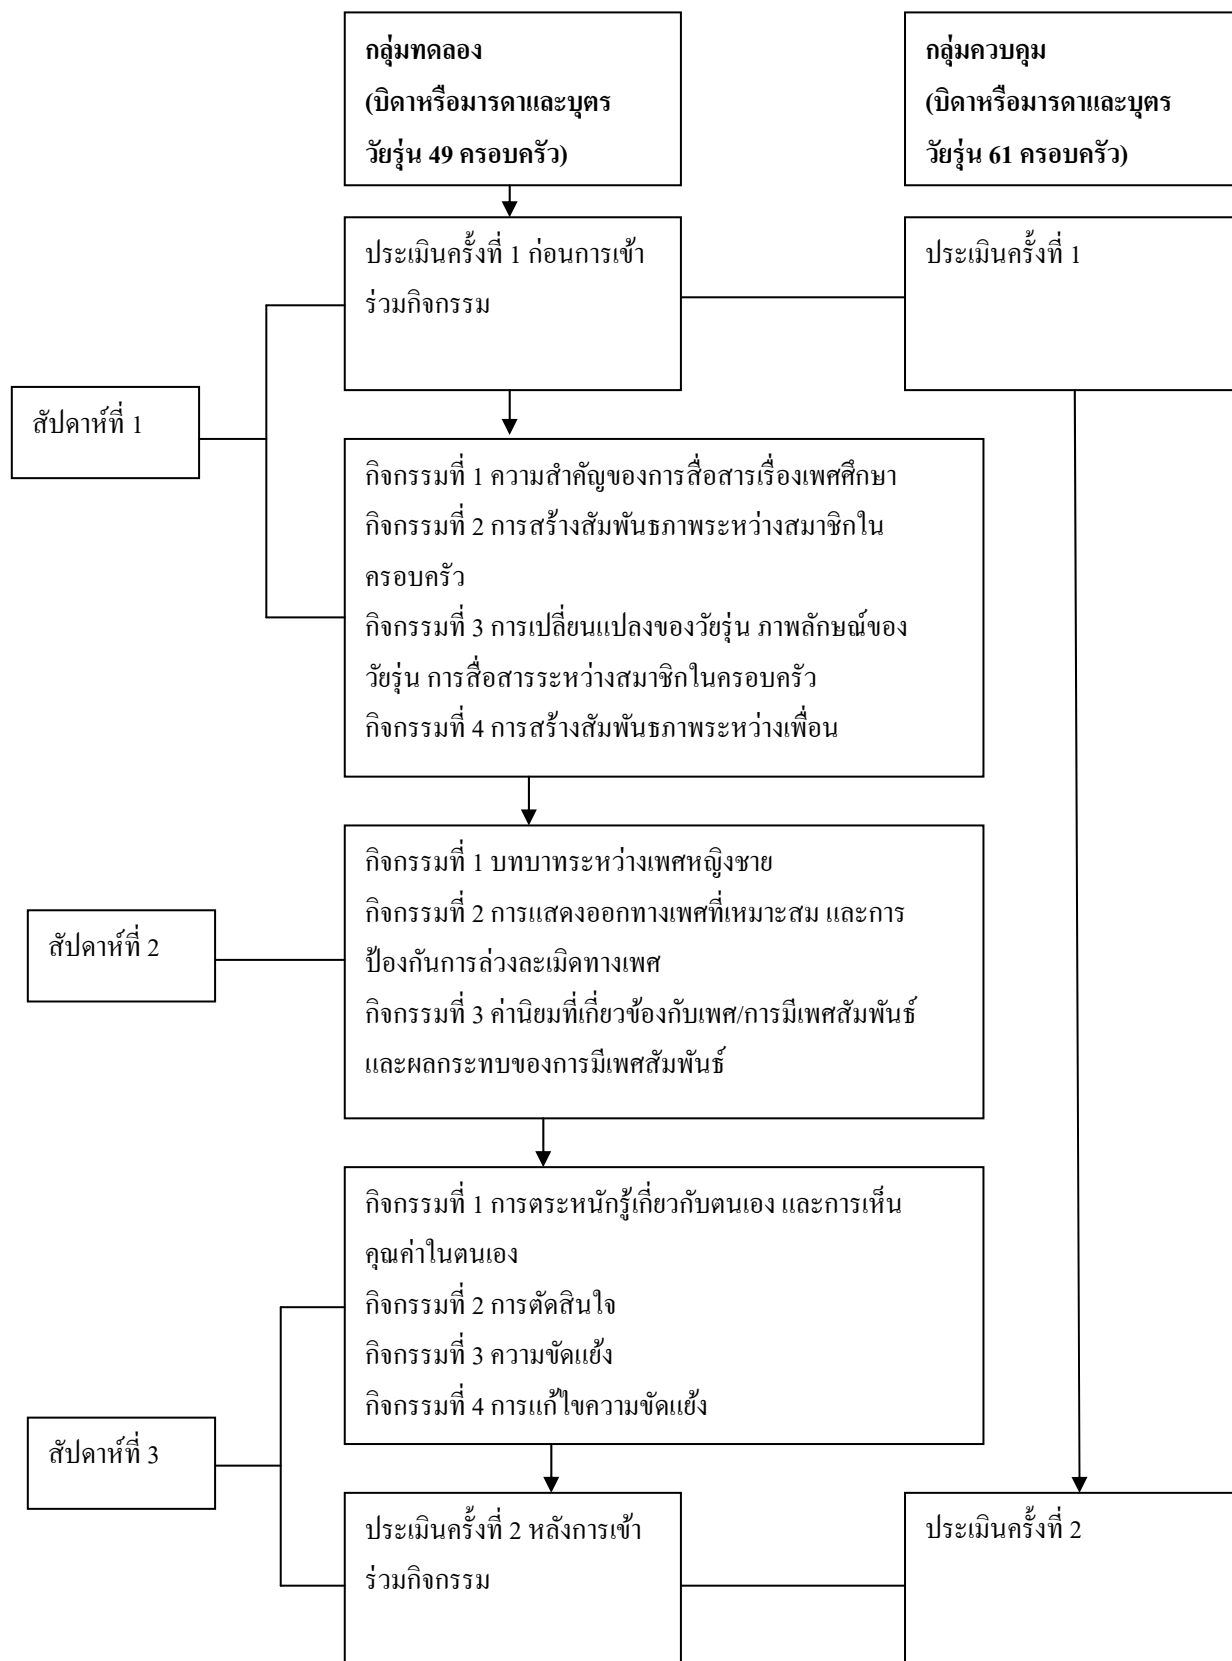 กลุ่มทดลอง
(บิดาหรือมารดาและบุตร
วัยรุ่น 49 ครอบครัว)
กลุ่มควบคุม
(บิดาหรือมารดาและบุตร
วัยรุ่น 61 ครอบครัว)
ประเมินครั้งที่ 1 ก่อนการเข้า
ร่วมกิจกรรม
ประเมินครั้งที่ 1
สัปดาห์ที่ 1
กิจกรรมที่ 1 ความสำคัญของการสื่อสารเรื่องเพศศึกษา
กิจกรรมที่ 2 การสร้างสัมพันธภาพระหว่างสมาชิกใน
ครอบครัว
กิจกรรมที่ 3 การเปลี่ยนแปลงของวัยรุ่น ภาพลักษณ์ของ
วัยรุ่น การสื่อสารระหว่างสมาชิกในครอบครัว
กิจกรรมที่ 4 การสร้างสัมพันธภาพระหว่างเพื่อน
สัปดาห์ที่ 2
กิจกรรมที่ 1 บทบาทระหว่างเพศหญิงชาย
กิจกรรมที่ 2 การแสดงออกทางเพศที่เหมาะสม และการ
ป้องกันการล่วงละเมิดทางเพศ
กิจกรรมที่ 3 ค่านิยมที่เกี่ยวข้องกับเพศ/การมีเพศสัมพันธ์
และผลกระทบของการมีเพศสัมพันธ์
กิจกรรมที่ 1 การตระหนักรู้เกี่ยวกับตนเอง และการเห็น
คุณค่าในตนเอง
กิจกรรมที่ 2 การตัดสินใจ
กิจกรรมที่ 3 ความขัดแย้ง
กิจกรรมที่ 4 การแก้ไขความขัดแย้ง
สัปดาห์ที่ 3
ประเมินครั้งที่ 2 หลังการเข้า
ร่วมกิจกรรม
ประเมินครั้งที่ 2